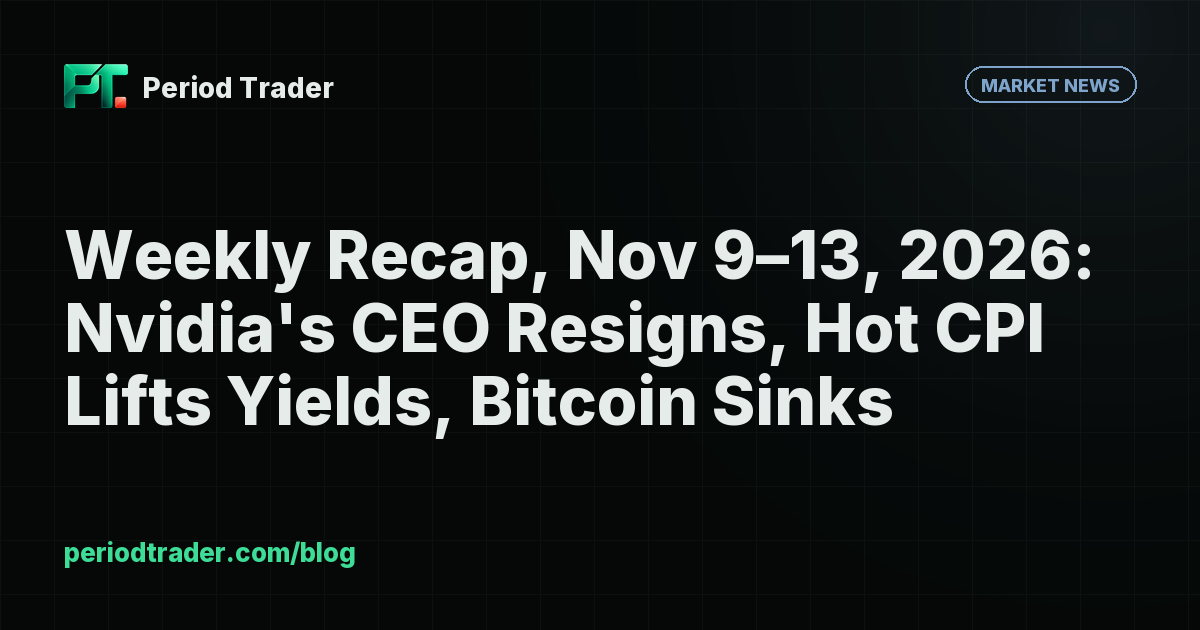 PT.
Period Trader
MARKET NEWS
Weekly Recap, Nov 9–13, 2026:
Nvidia's CEO Resigns, Hot CPI
Lifts Yields, Bitcoin Sinks
periodtrader.com/blog